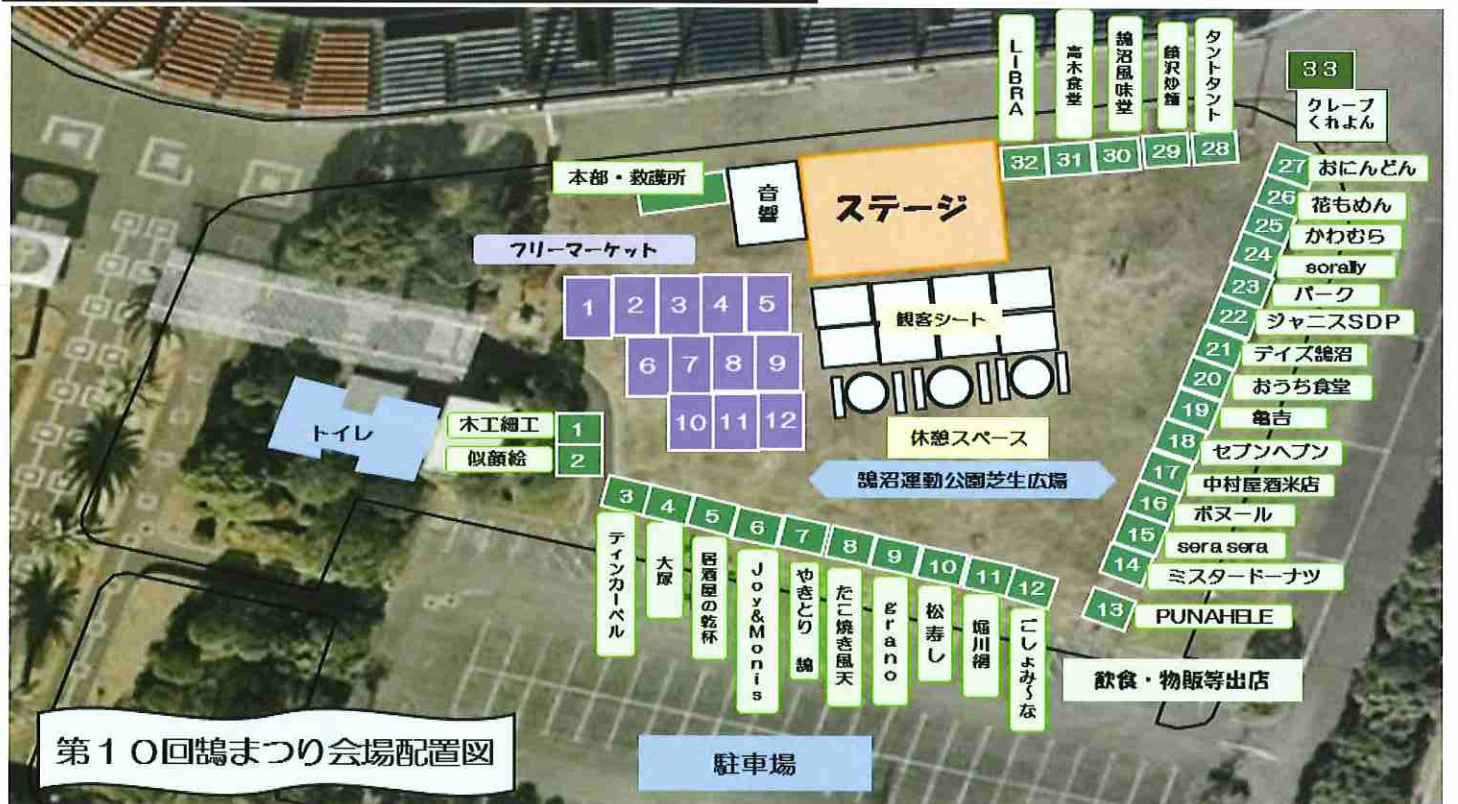 LIBRA
高木食堂
鵠沼風味堂
鎖沢炒麺
タントタント
33
クレープ
くれよん
32 31 30 29 28
本部・救護所
音響
ステージ
フリーマーケット
1 2 3 4 5
6 7 8 9
10 11 12
観客シート
休憩スペース
鵠沼運動公園芝生広場
トイレ
木工細工 1
似顔絵 2
27 おにんどん
26 花もめん
25 かわむら
24 sorally
23 パーク
22 ジャニスSDP
21 デイズ鵠沼
20 おうち食堂
19 亀吉
18 セブンヘブン
17 中村屋酒米店
16 ボヌール
15 sera sera
14 ミスタードーナツ
13 PUNAHELE
3 4 5 6 7 8 9 10 11 12
ティンカーベル
大塚
居酒屋の乾杯
Joy&Monis
やきとり 鵠
たこ焼き風天
grano
松寿し
堀川網
ごしょみ~な
飲食・物販等出店
第10回鵠まつり会場配置図
駐車場